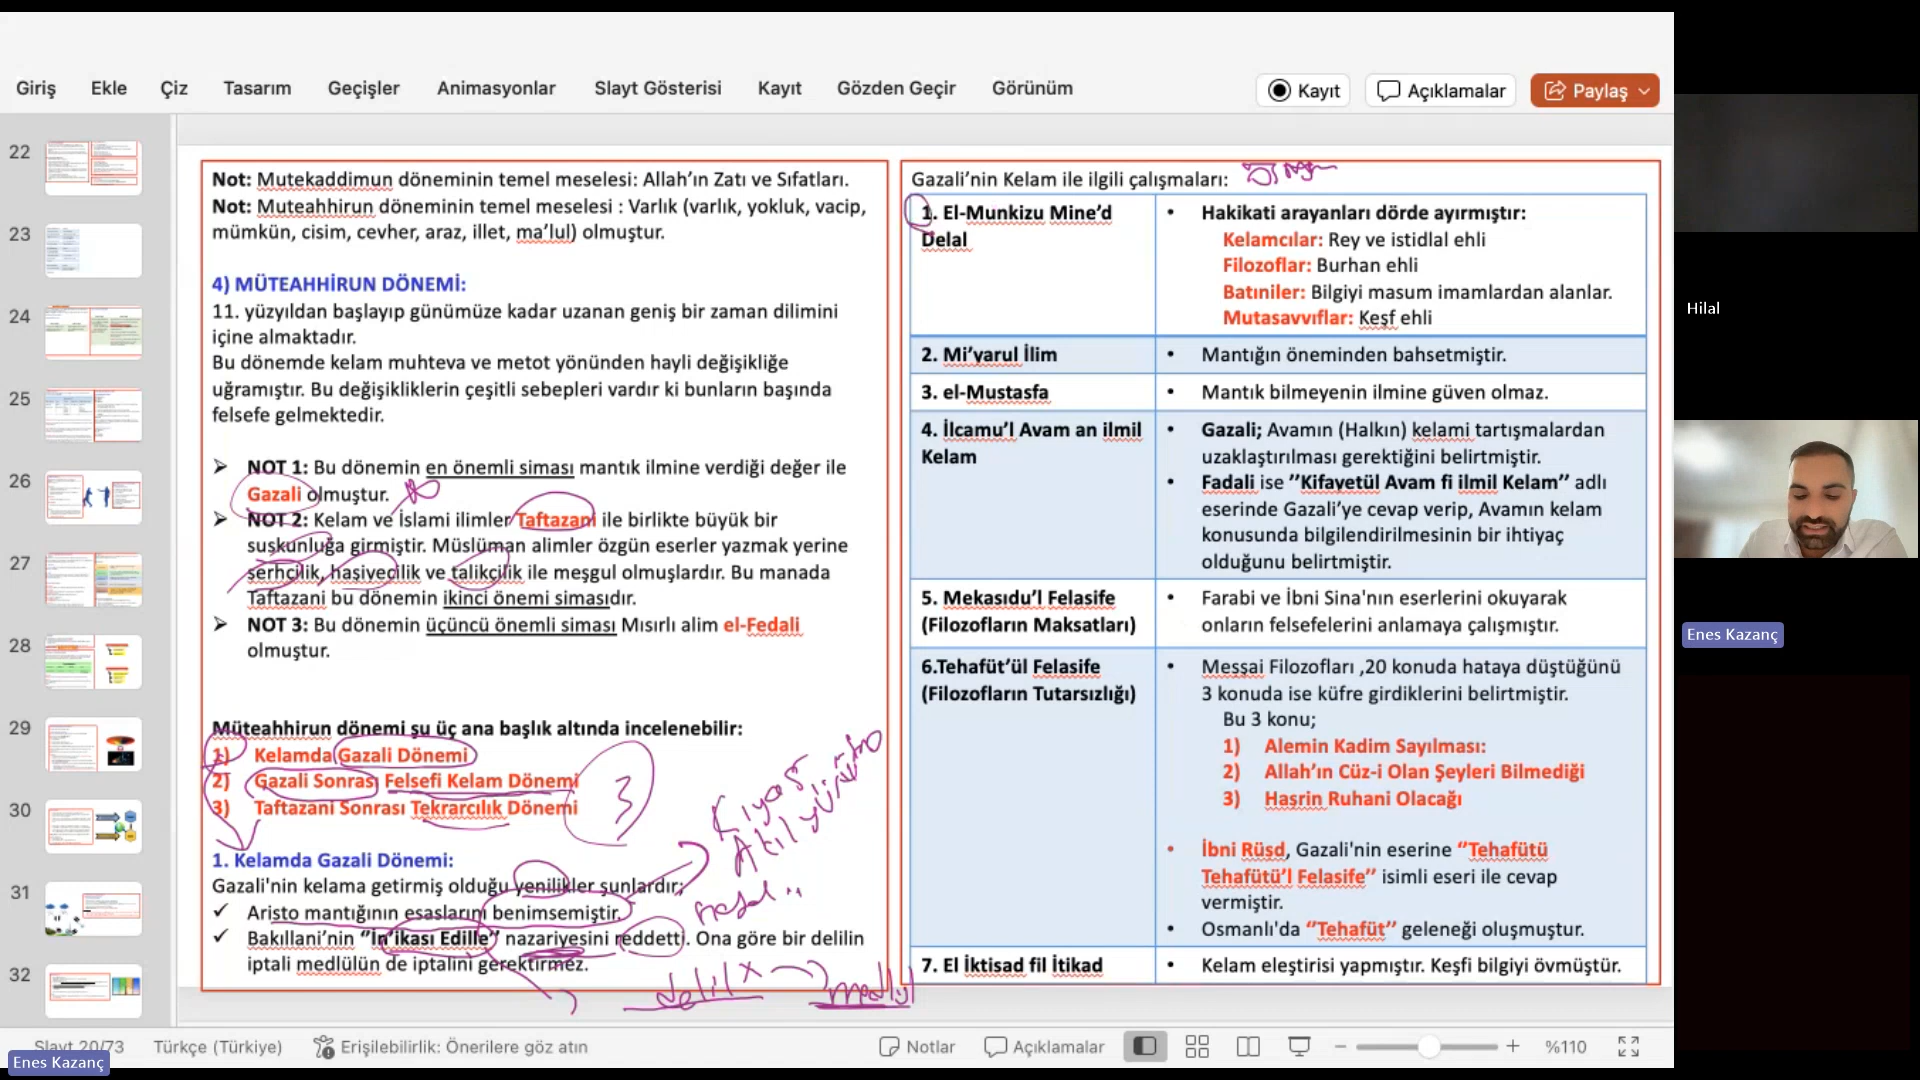 Giriş Ekle Çiz Tasarım Geçişler Animasyonlar Slayt Gösterisi Kayıt Gözden Geçir Görünüm
Kayıt Açıklamalar Paylaş
22
23
24
25
26
27
28
29
30
31
32
Not: Mutekaddimun döneminin temel meselesi: Allah'ın Zatı ve Sıfatları.
Not: Muteahhirun döneminin temel meselesi : Varlık (varlık, yokluk, vacip,
mümkün, cisim, cevher, araz, illet, ma'lul) olmuştur.
4) MÜTEAHHİRUN DÖNEMİ:
11. yüzyıldan başlayıp günümüze kadar uzanan geniş bir zaman dilimini
içine almaktadır.
Bu dönemde kelam muhteva ve metot yönünden hayli değişikliğe
uğramıştır. Bu değişikliklerin çeşitli sebepleri vardır ki bunların başında
felsefe gelmektedir.
NOT 1: Bu dönemin en önemli siması mantık ilmine verdiği değer ile
Gazali olmuştur.
NOT 2: Kelam ve İslami ilimler Taftazani ile birlikte büyük bir
suskunluğa girmiştir. Müslüman alimler özgün eserler yazmak yerine
şerhçilik, haşiyecilik ve talikçilik ile meşgul olmuşlardır. Bu manada
Taftazani bu dönemin ikinci önemi simasıdır.
NOT 3: Bu dönemin üçüncü önemli siması Mısırlı alim el-Fedali
olmuştur.
Müteahhirun dönemi şu üç ana başlık altında incelenebilir:
1) Kelamda Gazali Dönemi
2) Gazali Sonrası Felsefi Kelam Dönemi
3) Taftazani Sonrası Tekrarcılık Dönemi
3
1. Kelamda Gazali Dönemi:
Gazali'nin kelama getirmiş olduğu yenilikler şunlardır;
✓ Aristo mantığının esaslarını benimsemiştir.
✓ Bakıllani'nin "İn'ikası Edille" nazariyesini reddetti. Ona göre bir delilin
iptali medlülün de iptalini gerektirmez.
Kıyas
Akıl yürütme
delil x
medlul
Gazali'nin Kelam ile ilgili çalışmaları:
1. El-Munkizu Mine'd
Delal
• Hakikati arayanları dörde ayırmıştır:
Kelamcılar: Rey ve istidlal ehli
Filozoflar: Burhan ehli
Batıniler: Bilgiyi masum imamlardan alanlar.
Mutasavvıflar: Keşf ehli
2. Mi'yarul İlim
• Mantığın öneminden bahsetmiştir.
3. el-Mustasfa
• Mantık bilmeyenin ilmine güven olmaz.
4. İlcamu'l Avam an ilmil
Kelam
• Gazali; Avamın (Halkın) kelami tartışmalardan
uzaklaştırılması gerektiğini belirtmiştir.
• Fadali ise "Kifayetül Avam fi ilmil Kelam" adlı
eserinde Gazali'ye cevap verip, Avamın kelam
konusunda bilgilendirilmesinin bir ihtiyaç
olduğunu belirtmiştir.
5. Mekasıdu'l Felasife
(Filozofların Maksatları)
• Farabi ve İbni Sina'nın eserlerini okuyarak
onların felsefelerini anlamaya çalışmıştır.
6.Tehafüt'ül Felasife
(Filozofların Tutarsızlığı)
• Meşşai Filozofları ,20 konuda hataya düştüğünü
3 konuda ise küfre girdiklerini belirtmiştir.
Bu 3 konu;
1) Alemin Kadim Sayılması:
2) Allah'ın Cüz-i Olan Şeyleri Bilmediği
3) Haşrin Ruhani Olacağı
• İbni Rüşd, Gazali'nin eserine "Tehafütü
Tehafütü'l Felasife" isimli eseri ile cevap
vermiştir.
• Osmanlı'da "Tehafüt" geleneği oluşmuştur.
7. El İktisad fil İtikad
• Kelam eleştirisi yapmıştır. Keşfi bilgiyi övmüştür.
Slayt 20/73 Türkçe (Türkiye) Erişilebilirlik: Önerilere göz atın Notlar Açıklamalar %110
Enes Kazanç
Hilal
Enes Kazanç